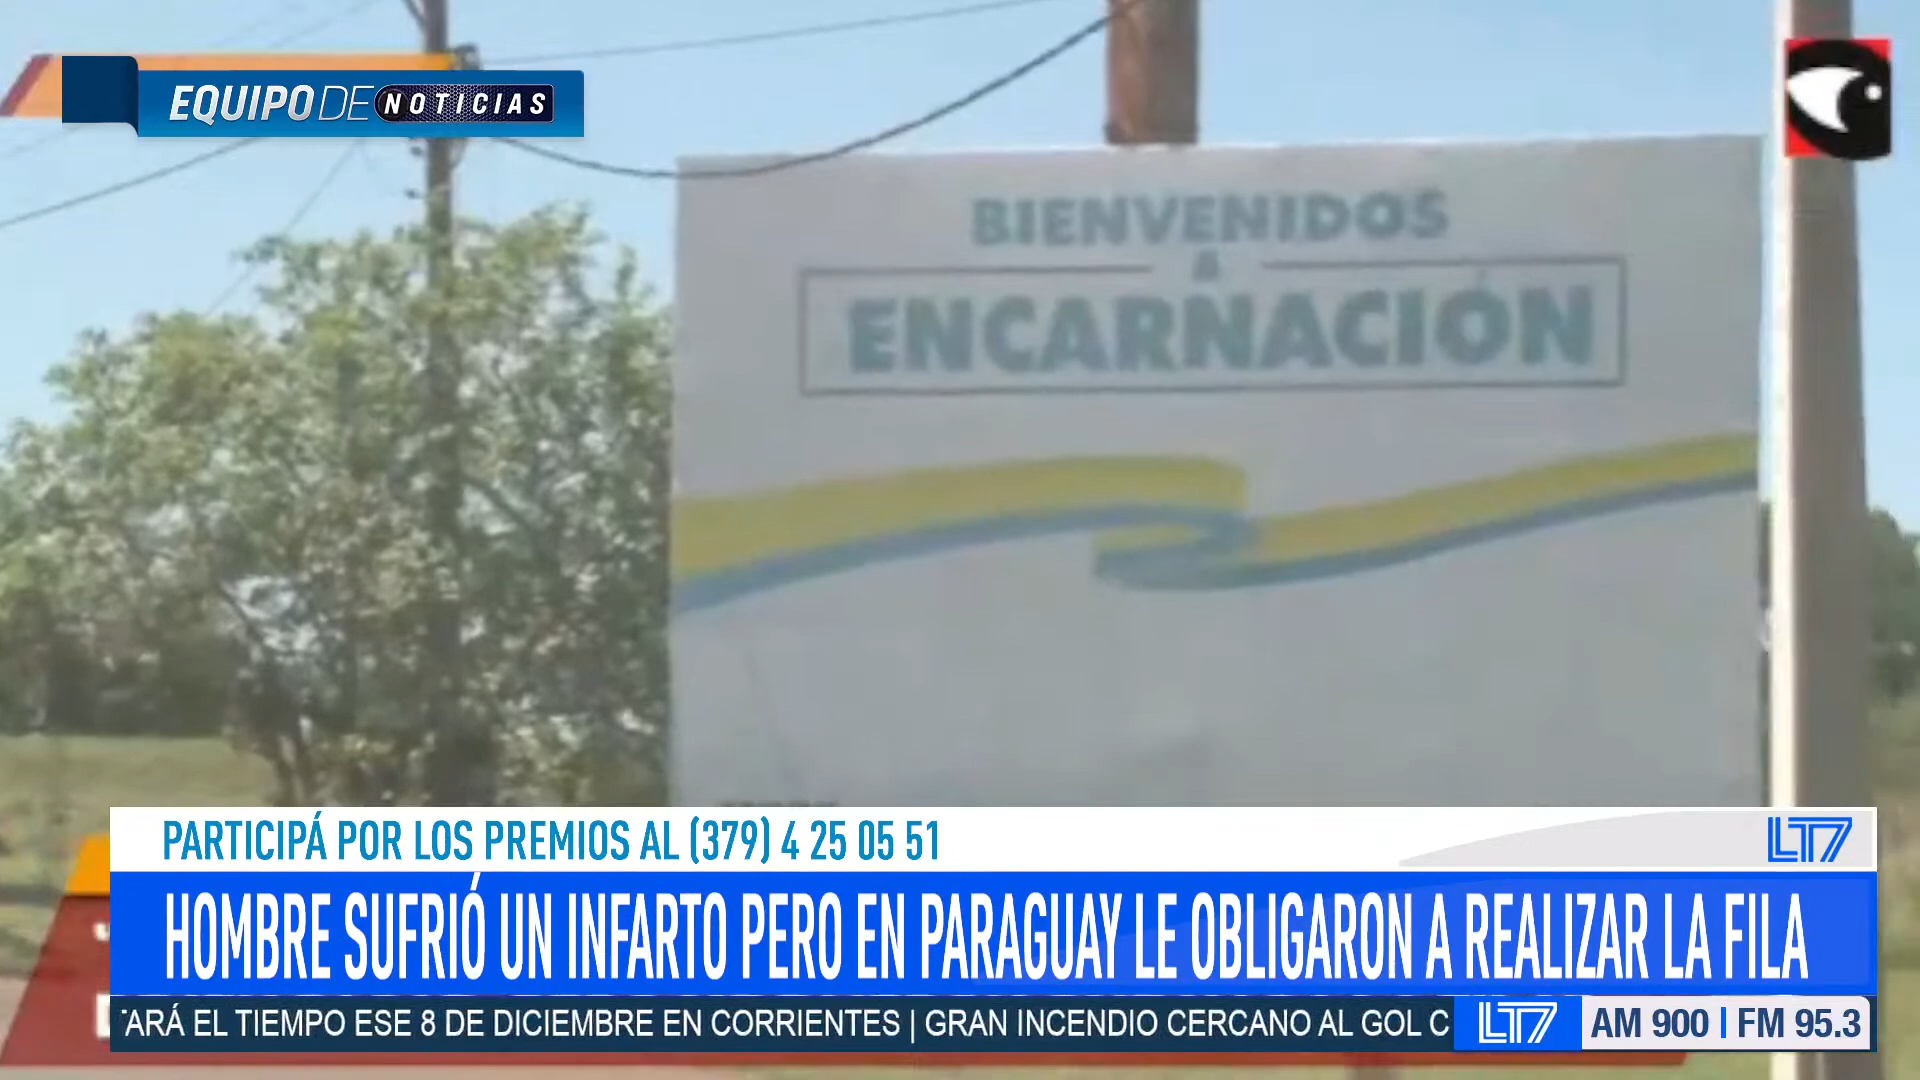 EQUIPO DE NOTICIAS
BIENVENIDOS
A
ENCARNACIÓN
PARTICIPÁ POR LOS PREMIOS AL (379) 4 25 05 51
LT7
HOMBRE SUFRIÓ UN INFARTO PERO EN PARAGUAY LE OBLIGARON A REALIZAR LA FILA
TARÁ EL TIEMPO ESE 8 DE DICIEMBRE EN CORRIENTES | GRAN INCENDIO CERCANO AL GOL C
LT7
AM 900 | FM 95.3